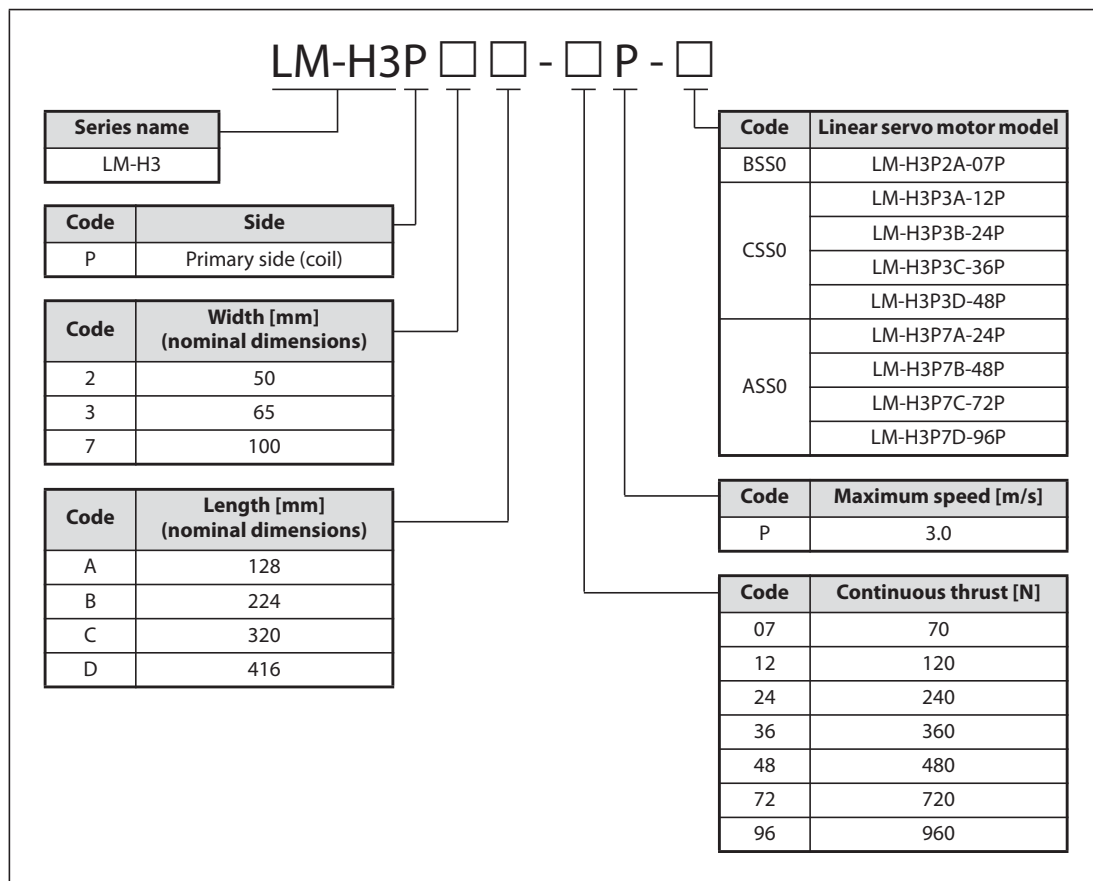 LM-H3P □ □ - □ P - □
Series name
LM-H3
Code Side
P Primary side (coil)
Code Width [mm]
(nominal dimensions)
2 50
3 65
7 100
Code Length [mm]
(nominal dimensions)
A 128
B 224
C 320
D 416
Code Linear servo motor model
BSS0 LM-H3P2A-07P
CSS0 LM-H3P3A-12P
LM-H3P3B-24P
LM-H3P3C-36P
LM-H3P3D-48P
ASS0 LM-H3P7A-24P
LM-H3P7B-48P
LM-H3P7C-72P
LM-H3P7D-96P
Code Maximum speed [m/s]
P 3.0
Code Continuous thrust [N]
07 70
12 120
24 240
36 360
48 480
72 720
96 960